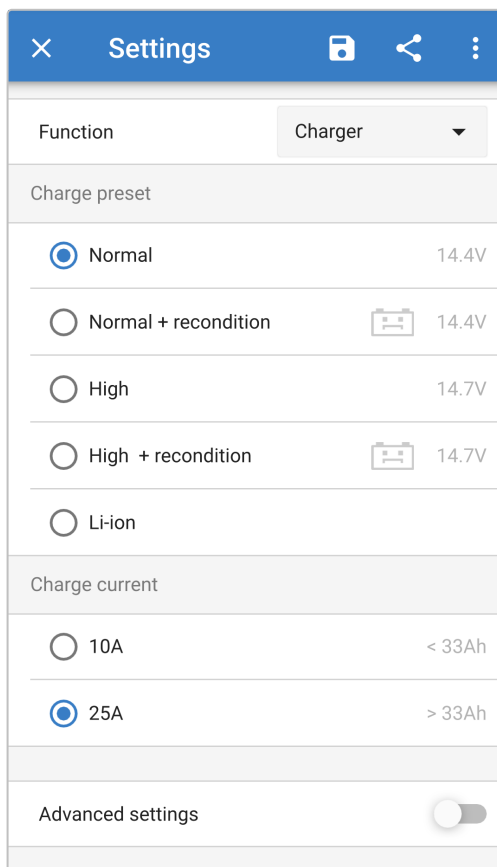 Settings
Function Charger
Charge preset
Normal 14.4V
Normal + recondition 14.4V
High 14.7V
High + recondition 14.7V
Li-ion
Charge current
10A < 33Ah
25A > 33Ah
Advanced settings